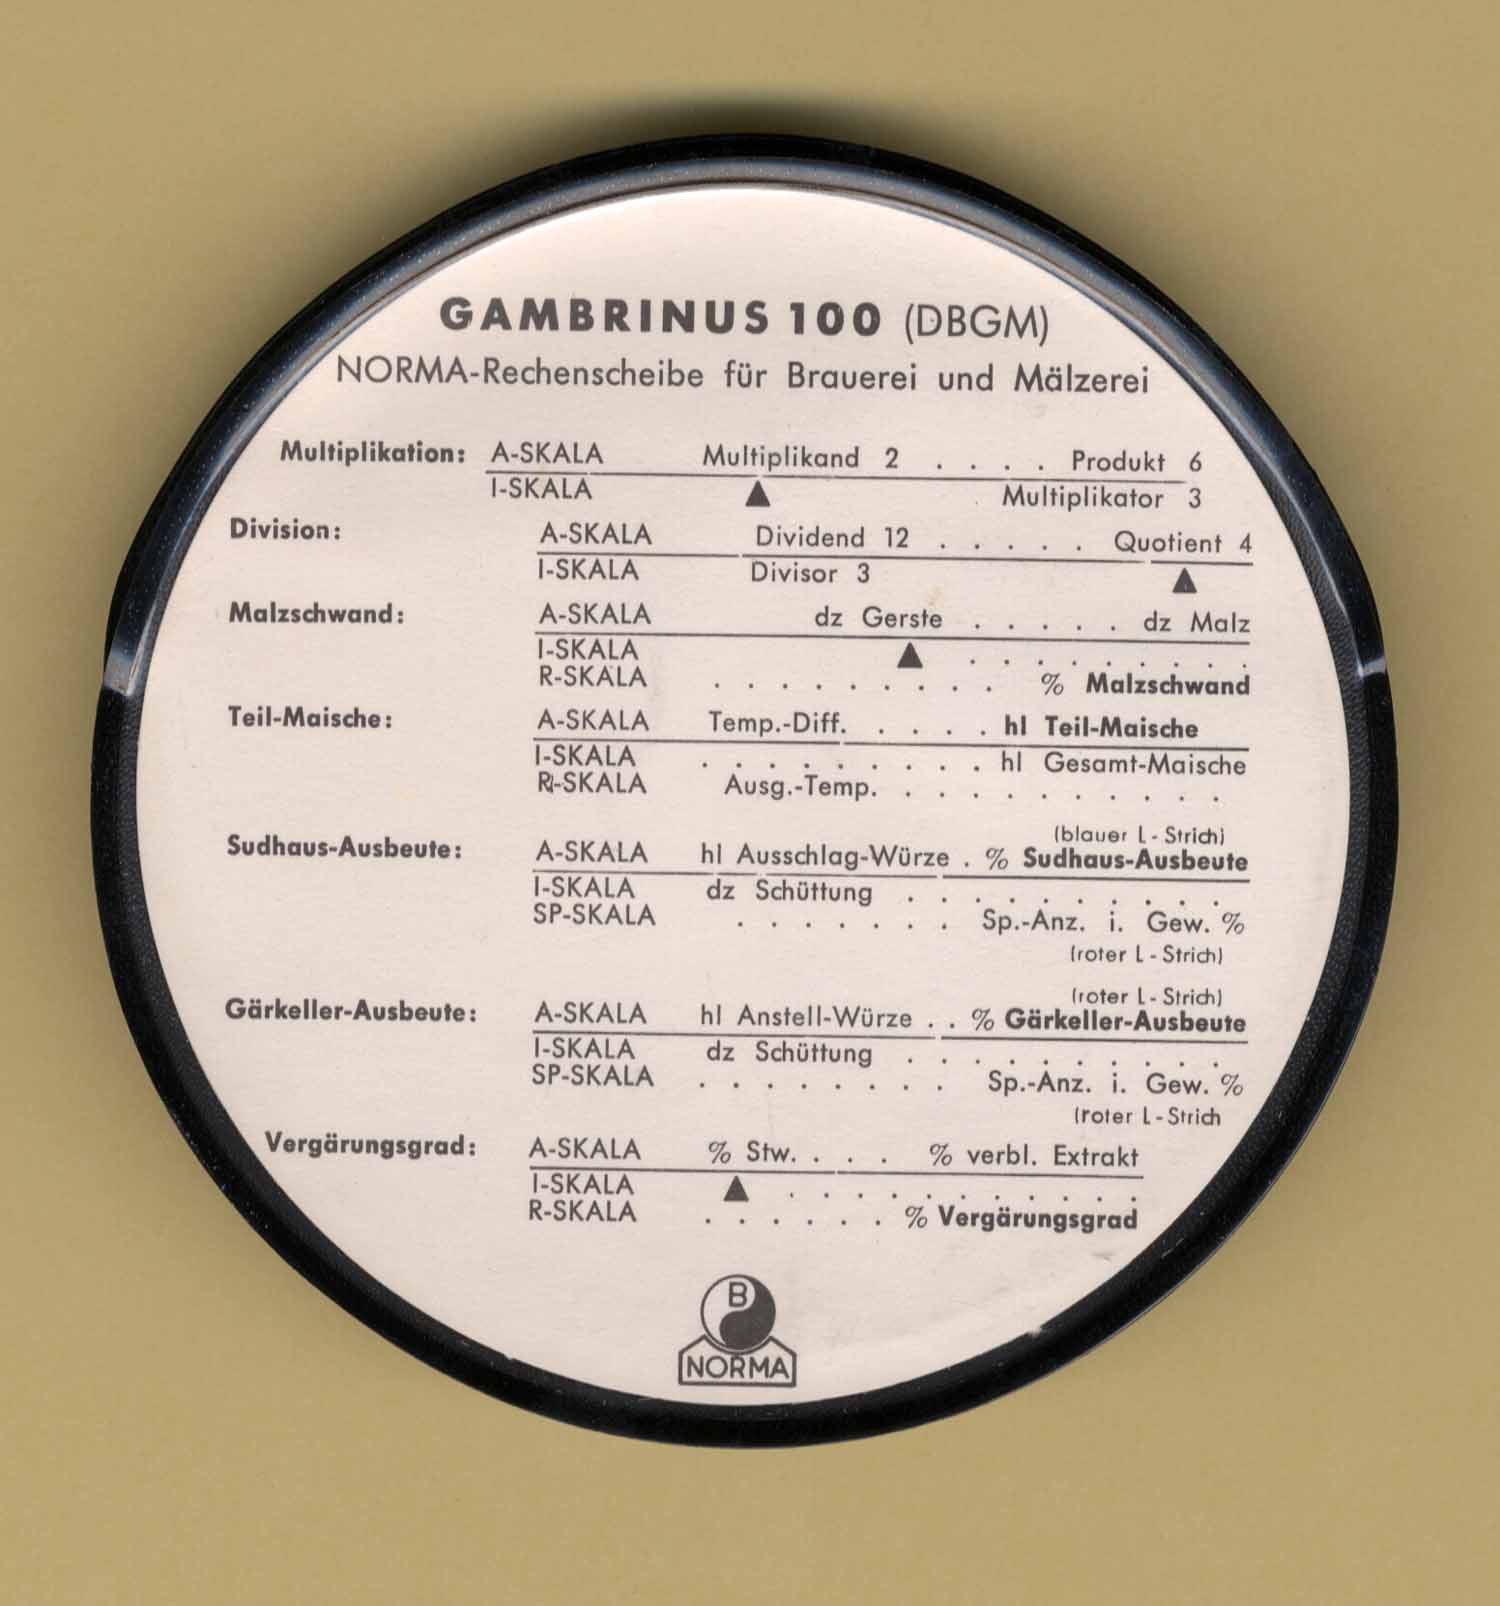 GAMBRINUS 100 (DBGM)
NORMA-Rechenscheibe für Brauerei und Mälzerei
Multiplikation: A-SKALA Multiplikand 2 . . . . Produkt 6
I-SKALA ▲ Multiplikator 3
Division: A-SKALA Dividend 12 . . . . . Quotient 4
I-SKALA Divisor 3 ▲
Malzschwand: A-SKALA dz Gerste . . . . . dz Malz
I-SKALA ▲ . . . . . . . . .
R-SKALA . . . . . . . . . % Malzschwand
Teil-Maische: A-SKALA Temp.-Diff. . . . . hl Teil-Maische
I-SKALA . . . . . . . . . hl Gesamt-Maische
R-SKALA Ausg.-Temp. . . . . . . . . . .
(blauer L-Strich)
Sudhaus-Ausbeute: A-SKALA hl Ausschlag-Würze . % Sudhaus-Ausbeute
I-SKALA dz Schüttung . . . . . . . . . .
SP-SKALA . . . . . . . Sp.-Anz. i. Gew. %
(roter L-Strich)
(roter L-Strich)
Gärkeller-Ausbeute: A-SKALA hl Anstell-Würze . . % Gärkeller-Ausbeute
I-SKALA dz Schüttung . . . . . . . . . .
SP-SKALA . . . . . . . . Sp.-Anz. i. Gew. %
(roter L-Strich
Vergärungsgrad: A-SKALA % Stw. . . . % verbl. Extrakt
I-SKALA ▲ . . . . . . . . . . .
R-SKALA . . . . . . % Vergärungsgrad
B
NORMA